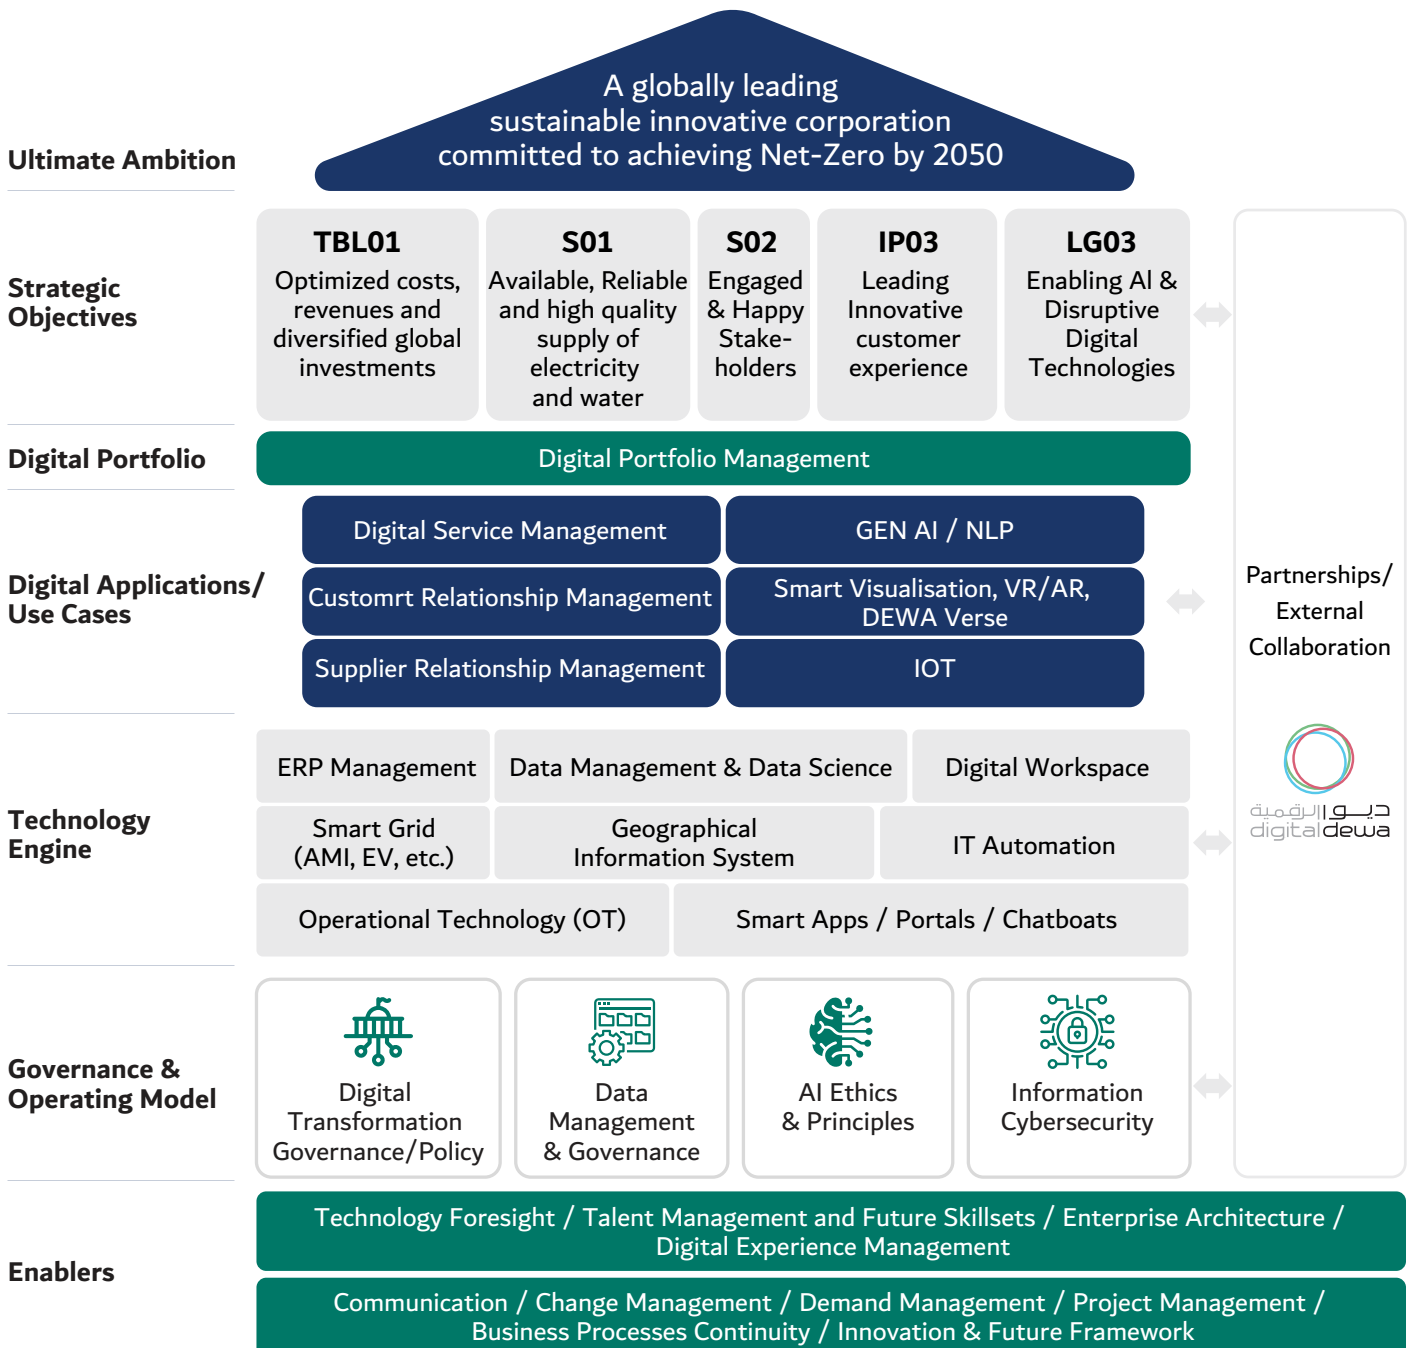 A globally leading
sustainable innovative corporation
committed to achieving Net-Zero by 2050
Ultimate Ambition
Strategic
Objectives
TBL01
Optimized costs,
revenues and
diversified global
investments
S01
Available, Reliable
and high quality
supply of
electricity
and water
S02
Engaged
& Happy
Stake-
holders
IP03
Leading
Innovative
customer
experience
LG03
Enabling Al &
Disruptive
Digital
Technologies
Digital Portfolio
Digital Portfolio Management
Digital Applications/
Use Cases
Digital Service Management
GEN AI / NLP
Customrt Relationship Management
Smart Visualisation, VR/AR,
DEWA Verse
Supplier Relationship Management
IOT
Partnerships/
External
Collaboration
ديوا الرقمية
digitaldewa
Technology
Engine
ERP Management
Data Management & Data Science
Digital Workspace
Smart Grid
(AMI, EV, etc.)
Geographical
Information System
IT Automation
Operational Technology (OT)
Smart Apps / Portals / Chatboats
Governance &
Operating Model
Digital
Transformation
Governance/Policy
Data
Management
& Governance
AI Ethics
& Principles
Information
Cybersecurity
Enablers
Technology Foresight / Talent Management and Future Skillsets / Enterprise Architecture /
Digital Experience Management
Communication / Change Management / Demand Management / Project Management /
Business Processes Continuity / Innovation & Future Framework